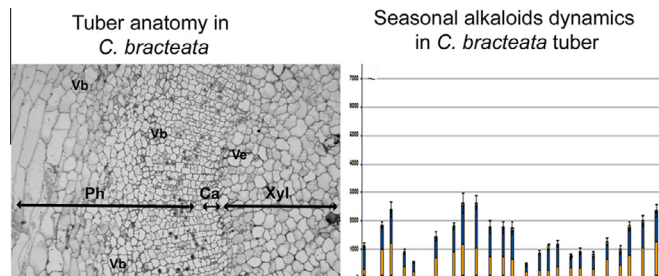 Tuber anatomy in
C. bracteata
Vb
Vb
Ve
Ph
Ca
Xyl
Vb
Seasonal alkaloids dynamics
in C. bracteata tuber
7000
6000
5000
4000
3000
2000
1000